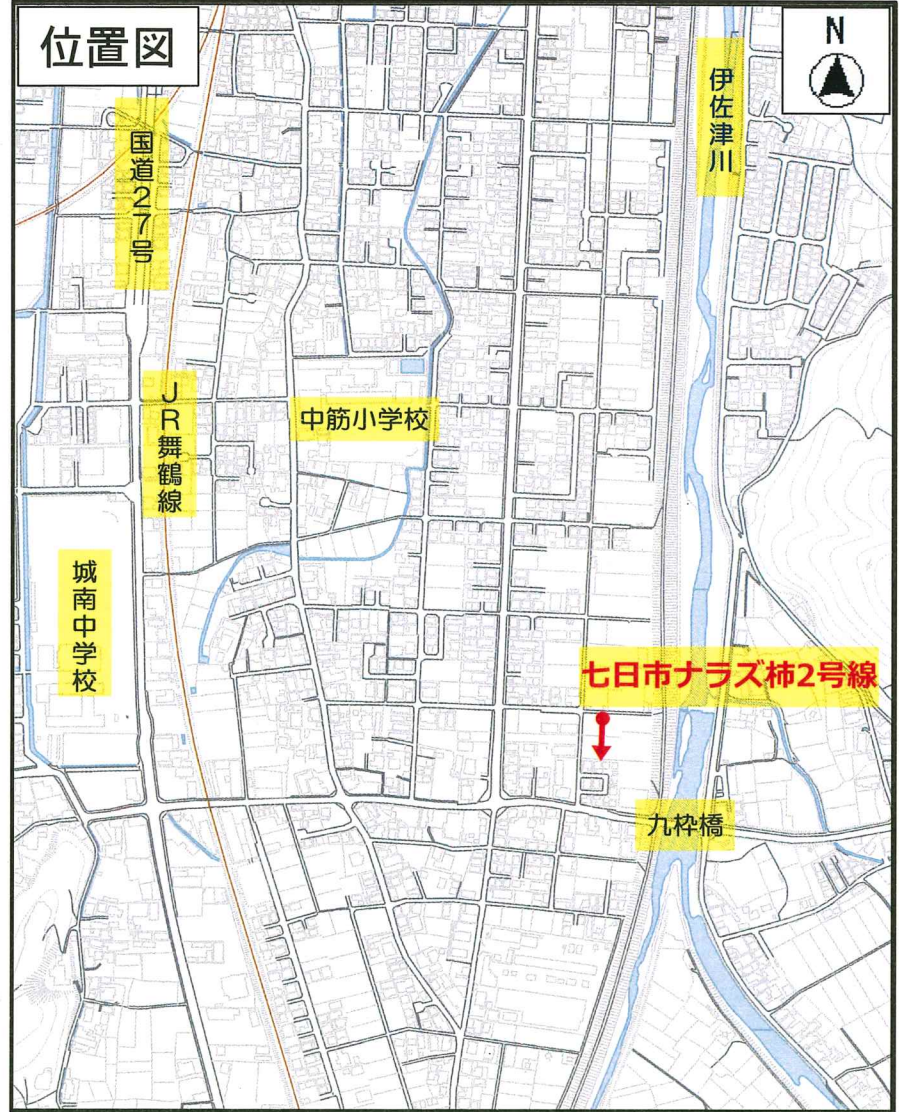 位置図
N
伊佐津川
国道27号
JR舞鶴線
中筋小学校
城南中学校
七日市ナラズ柿2号線
九枠橋